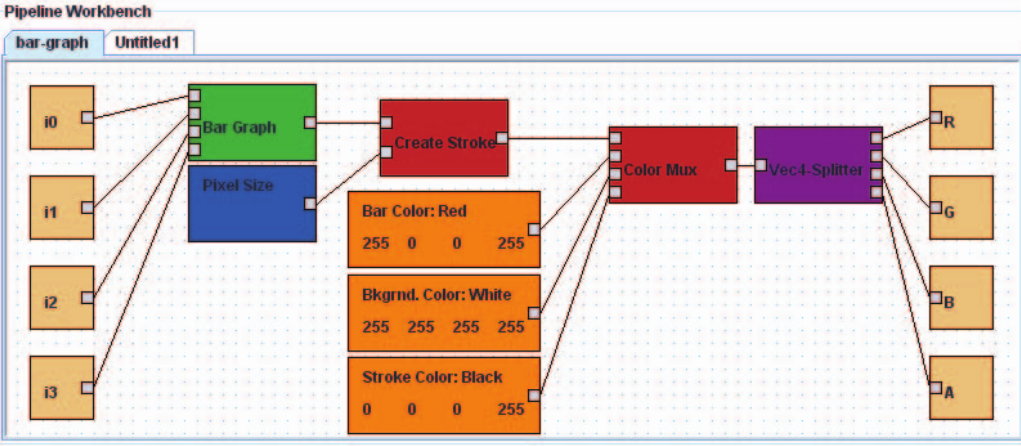 Pipeline Workbench
bar-graph Untitled1
i0
i1
i2
i3
Bar Graph
Pixel Size
Create Stroke
Bar Color: Red
255 0 0 255
Bkgrnd. Color: White
255 255 255 255
Stroke Color: Black
0 0 0 255
Color Mux
Vec4-Splitter
R
G
B
A